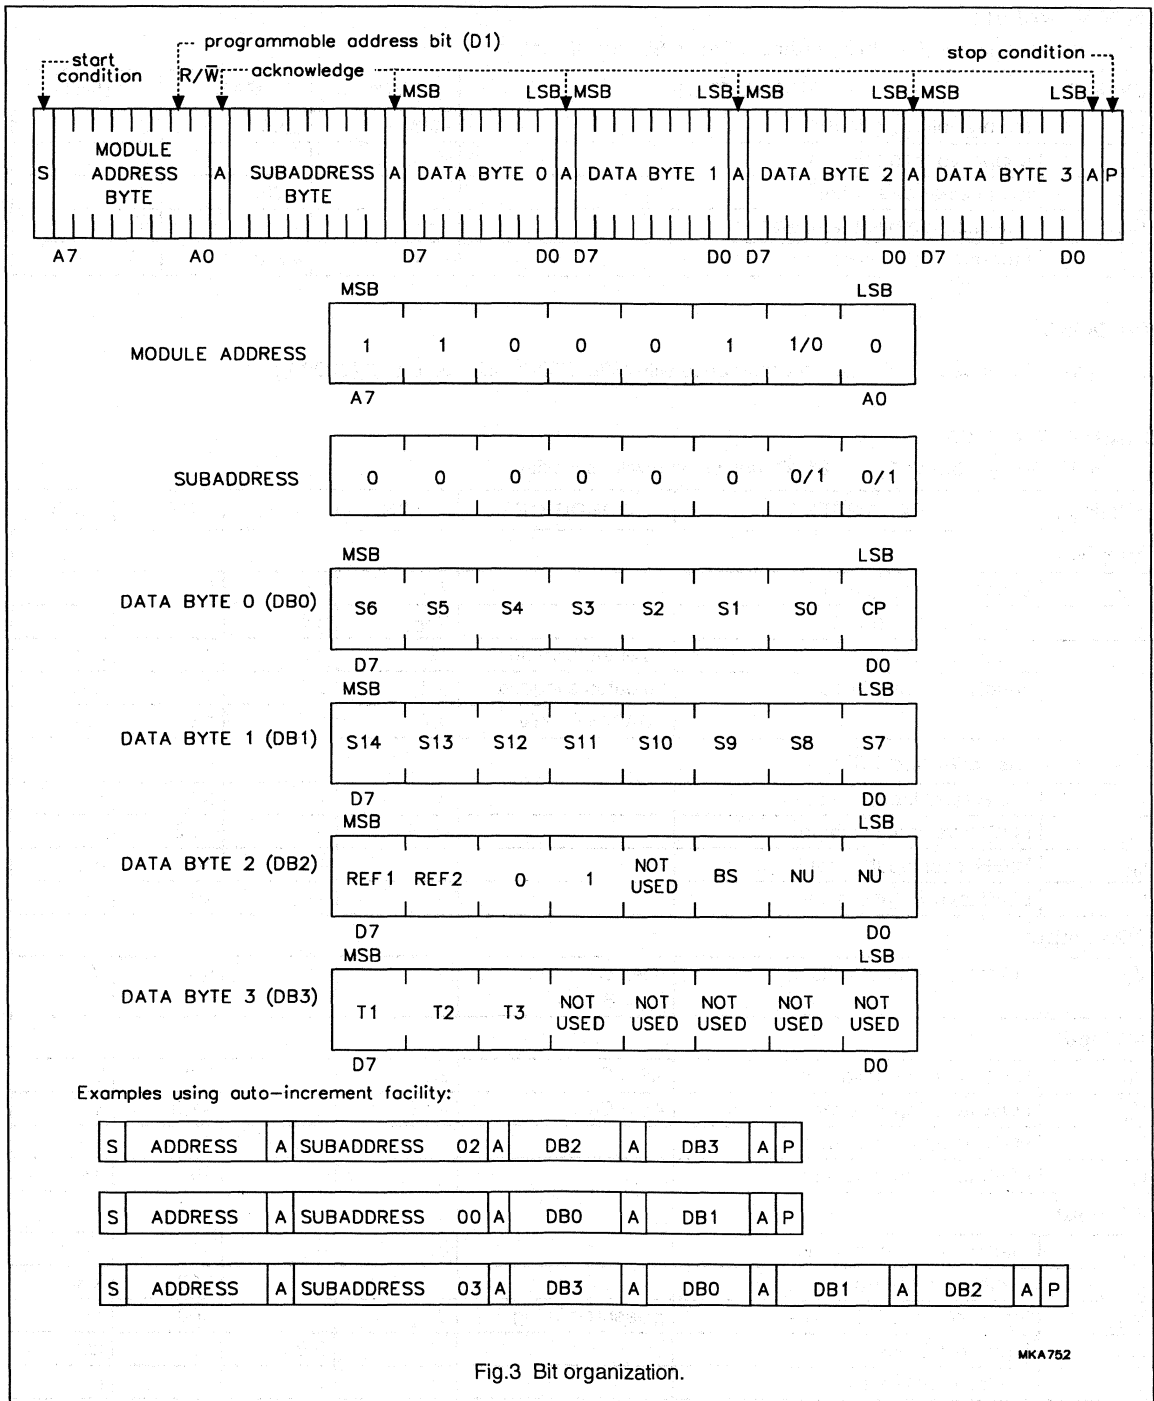 programmable address bit (D1)
start condition
stop condition
R/W̅
acknowledge
MSB LSB MSB LSB MSB LSB MSB LSB
S MODULE ADDRESS BYTE A SUBADDRESS BYTE A DATA BYTE 0 A DATA BYTE 1 A DATA BYTE 2 A DATA BYTE 3 A P
A7 A0 D7 D0 D7 D0 D7 D0 D7 D0
MSB LSB
MODULE ADDRESS 1 1 0 0 0 1 1/0 0
A7 A0
SUBADDRESS 0 0 0 0 0 0 0/1 0/1
MSB LSB
DATA BYTE 0 (DB0) S6 S5 S4 S3 S2 S1 S0 CP
D7 D0
MSB LSB
DATA BYTE 1 (DB1) S14 S13 S12 S11 S10 S9 S8 S7
D7 D0
MSB LSB
DATA BYTE 2 (DB2) REF1 REF2 0 1 NOT USED BS NU NU
D7 D0
MSB LSB
DATA BYTE 3 (DB3) T1 T2 T3 NOT USED NOT USED NOT USED NOT USED NOT USED
D7 D0
Examples using auto-increment facility:
S ADDRESS A SUBADDRESS 02 A DB2 A DB3 A P
S ADDRESS A SUBADDRESS 00 A DB0 A DB1 A P
S ADDRESS A SUBADDRESS 03 A DB3 A DB0 A DB1 A DB2 A P
MKA752
Fig.3 Bit organization.